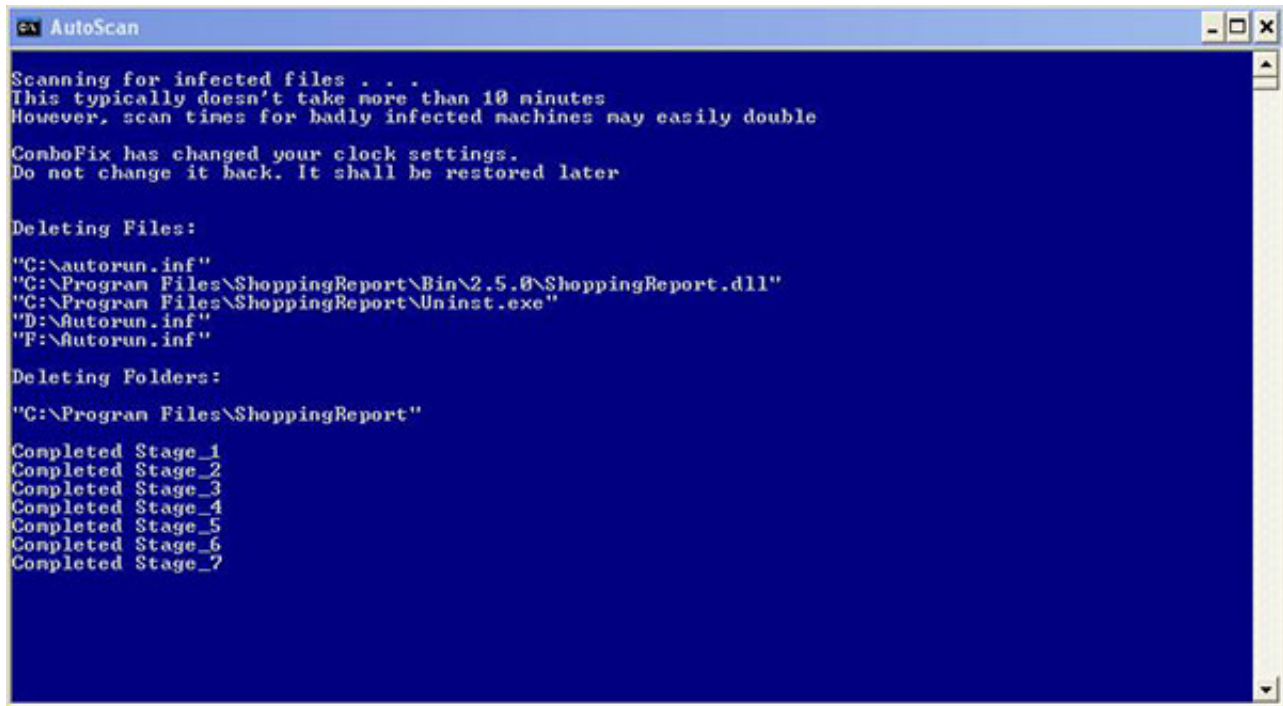 AutoScan
Scanning for infected files . . .
This typically doesn't take more than 10 minutes
However, scan times for badly infected machines may easily double
ComboFix has changed your clock settings.
Do not change it back. It shall be restored later
Deleting Files:
"C:\autorun.inf"
"C:\Program Files\ShoppingReport\Bin\2.5.0\ShoppingReport.dll"
"C:\Program Files\ShoppingReport\Uninst.exe"
"D:\Autorun.inf"
"F:\Autorun.inf"
Deleting Folders:
"C:\Program Files\ShoppingReport"
Completed Stage_1
Completed Stage_2
Completed Stage_3
Completed Stage_4
Completed Stage_5
Completed Stage_6
Completed Stage_7